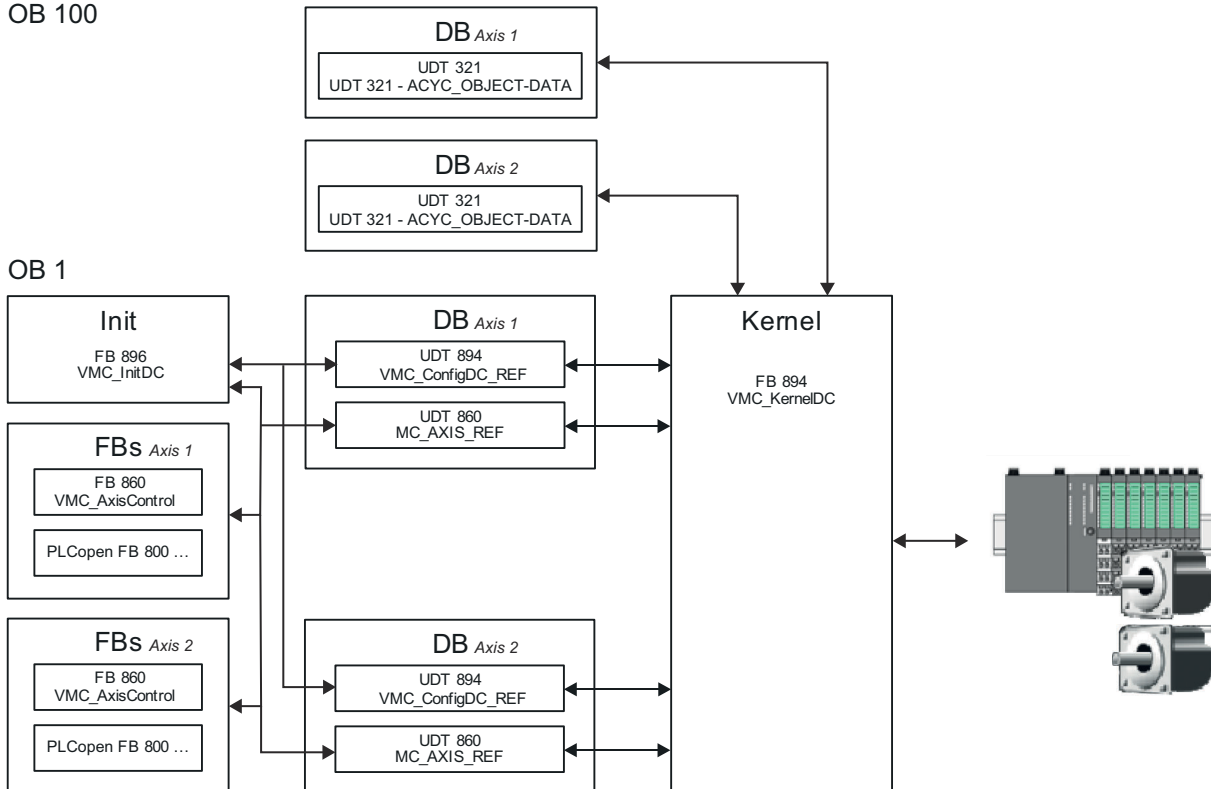 OB 100
DB Axis 1
UDT 321
UDT 321 - ACYC_OBJECT-DATA
DB Axis 2
UDT 321
UDT 321 - ACYC_OBJECT-DATA
OB 1
Init
FB 896
VMC_InitDC
FBs Axis 1
FB 860
VMC_AxisControl
PLCopen FB 800 ...
FBs Axis 2
FB 860
VMC_AxisControl
PLCopen FB 800 ...
DB Axis 1
UDT 894
VMC_ConfigDC_REF
UDT 860
MC_AXIS_REF
DB Axis 2
UDT 894
VMC_ConfigDC_REF
UDT 860
MC_AXIS_REF
Kernel
FB 894
VMC_KernelDC